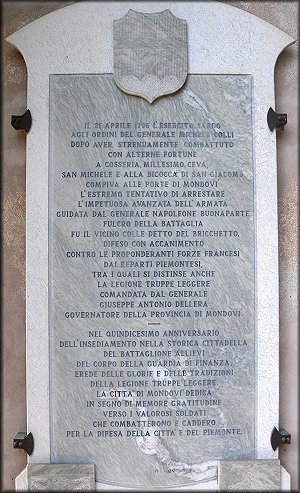 IL 21 APRILE 1796 L'ESERCITO SARDO
AGLI ORDINI DEL GENERALE MICHELE COLLI
DOPO AVER STRENUAMENTE COMBATTUTO
CON ALTERNE FORTUNE
A COSSERIA, MILLESIMO, CEVA,
SAN MICHELE E ALLA BICOCCA DI SAN GIACOMO
COMPIVA ALLE PORTE DI MONDOVÌ
L'ESTREMO TENTATIVO DI ARRESTARE
L'IMPETUOSA AVANZATA DELL'ARMATA
GUIDATA DAL GENERALE NAPOLEONE BUONAPARTE
FULCRO DELLA BATTAGLIA
FU IL VICINO COLLE DETTO DEL BRICCHETTO,
DIFESO CON ACCANIMENTO
CONTRO LE PROPONDERANTI FORZE FRANCESI
DAI REPARTI PIEMONTESI,
TRA I QUALI SI DISTINSE ANCHE
LA LEGIONE TRUPPE LEGGERE
COMANDATA DAL GENERALE
GIUSEPPE ANTONIO DELLERA
GOVERNATORE DELLA PROVINCIA DI MONDOVÌ
NEL QUINDICESIMO ANNIVERSARIO
DELL'INSEDIAMENTO NELLA STORICA CITTADELLA
DEL BATTAGLIONE ALLIEVI
DEL CORPO DELLA GUARDIA DI FINANZA,
EREDE DELLE GLORIE E DELLE TRADIZIONI
DELLA LEGIONE TRUPPE LEGGERE,
LA CITTÀ DI MONDOVÌ DEDICA
IN SEGNO DI MEMORE GRATITUDINE
VERSO I VALOROSI SOLDATI
CHE COMBATTERONO E CADDERO
PER LA DIFESA DELLA CITTÀ E DEL PIEMONTE.